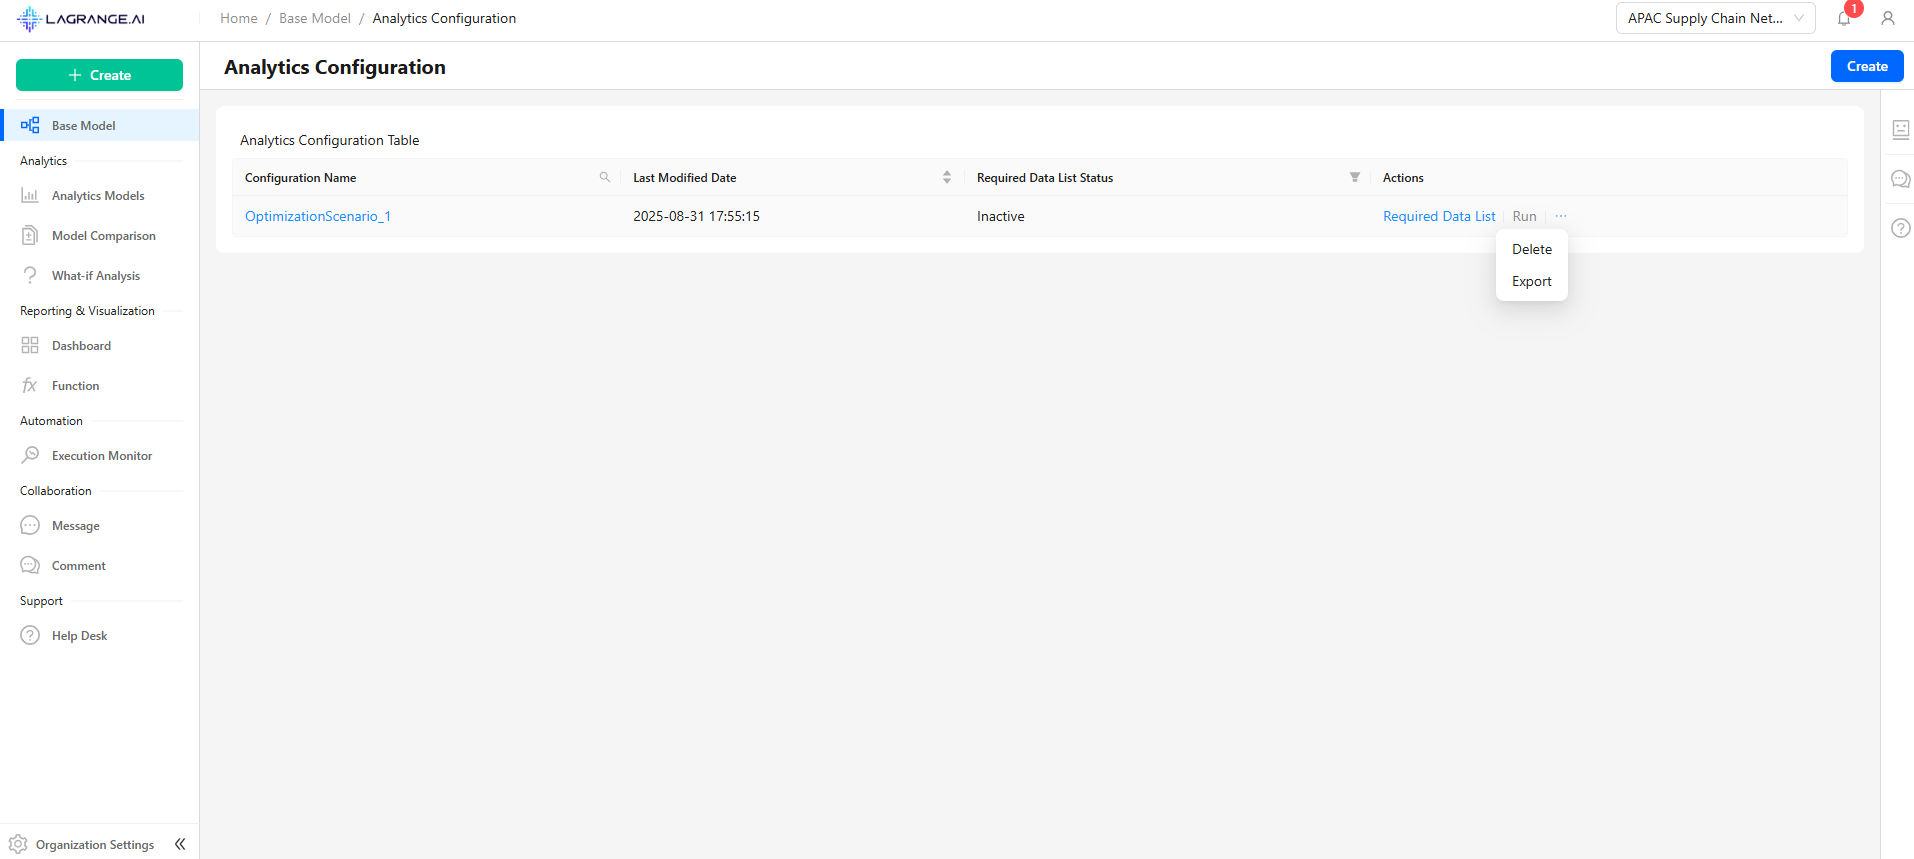 LAGRANGE.AI
Home / Base Model / Analytics Configuration
APAC Supply Chain Net...
1
Create
Analytics Configuration
Create
Base Model
Analytics
Analytics Models
Model Comparison
What-if Analysis
Reporting & Visualization
Dashboard
Function
Automation
Execution Monitor
Collaboration
Message
Comment
Support
Help Desk
Organization Settings
Analytics Configuration Table
Configuration Name Last Modified Date Required Data List Status Actions
OptimizationScenario_1 2025-08-31 17:55:15 Inactive Required Data List Run ...
Delete
Export